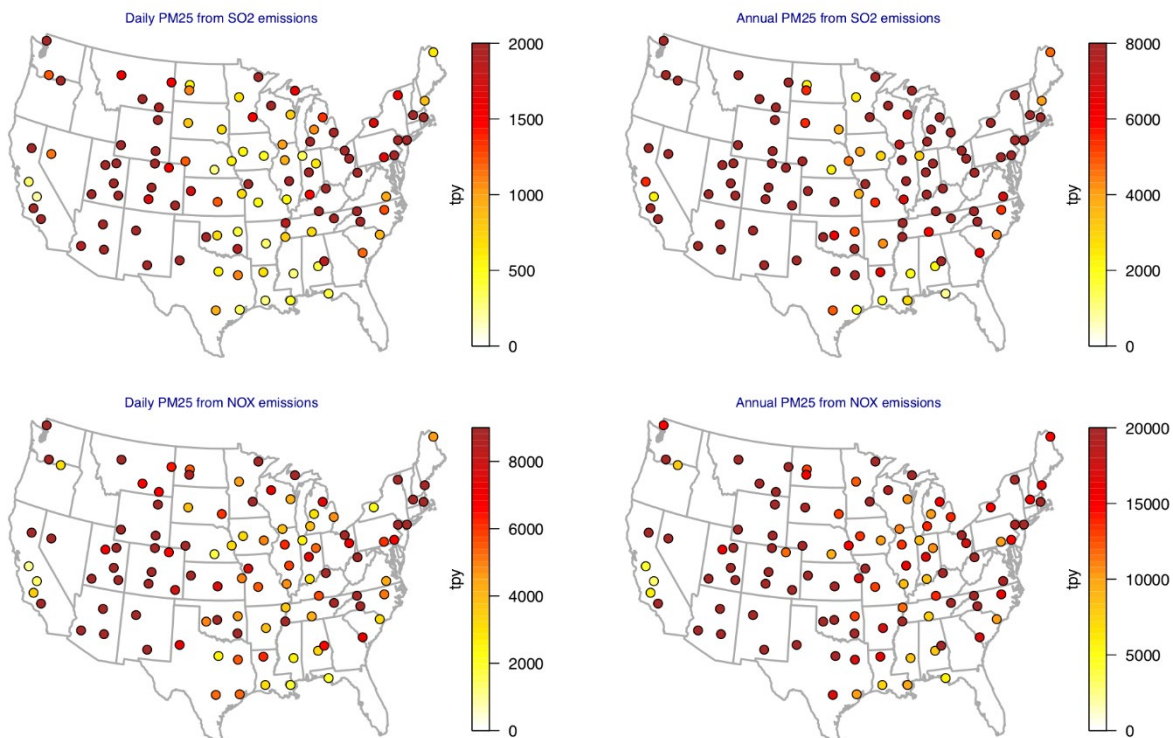 Daily PM25 from SO2 emissions
2000
1500
1000
500
0
tpy
Annual PM25 from SO2 emissions
8000
6000
4000
2000
0
tpy
Daily PM25 from NOX emissions
8000
6000
4000
2000
0
tpy
Annual PM25 from NOX emissions
20000
15000
10000
5000
0
tpy